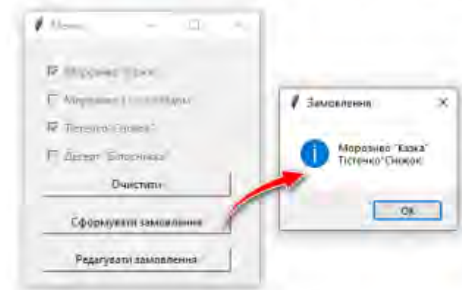 Меню
Морозиво "Казка"
Морозиво
Тістечко "Сніжок"
Десерт "Білосніжка"
Очистити
Сформувати замовлення
Редагувати замовлення
Замовлення
Морозиво "Казка"
Тістечко "Сніжок"
OK